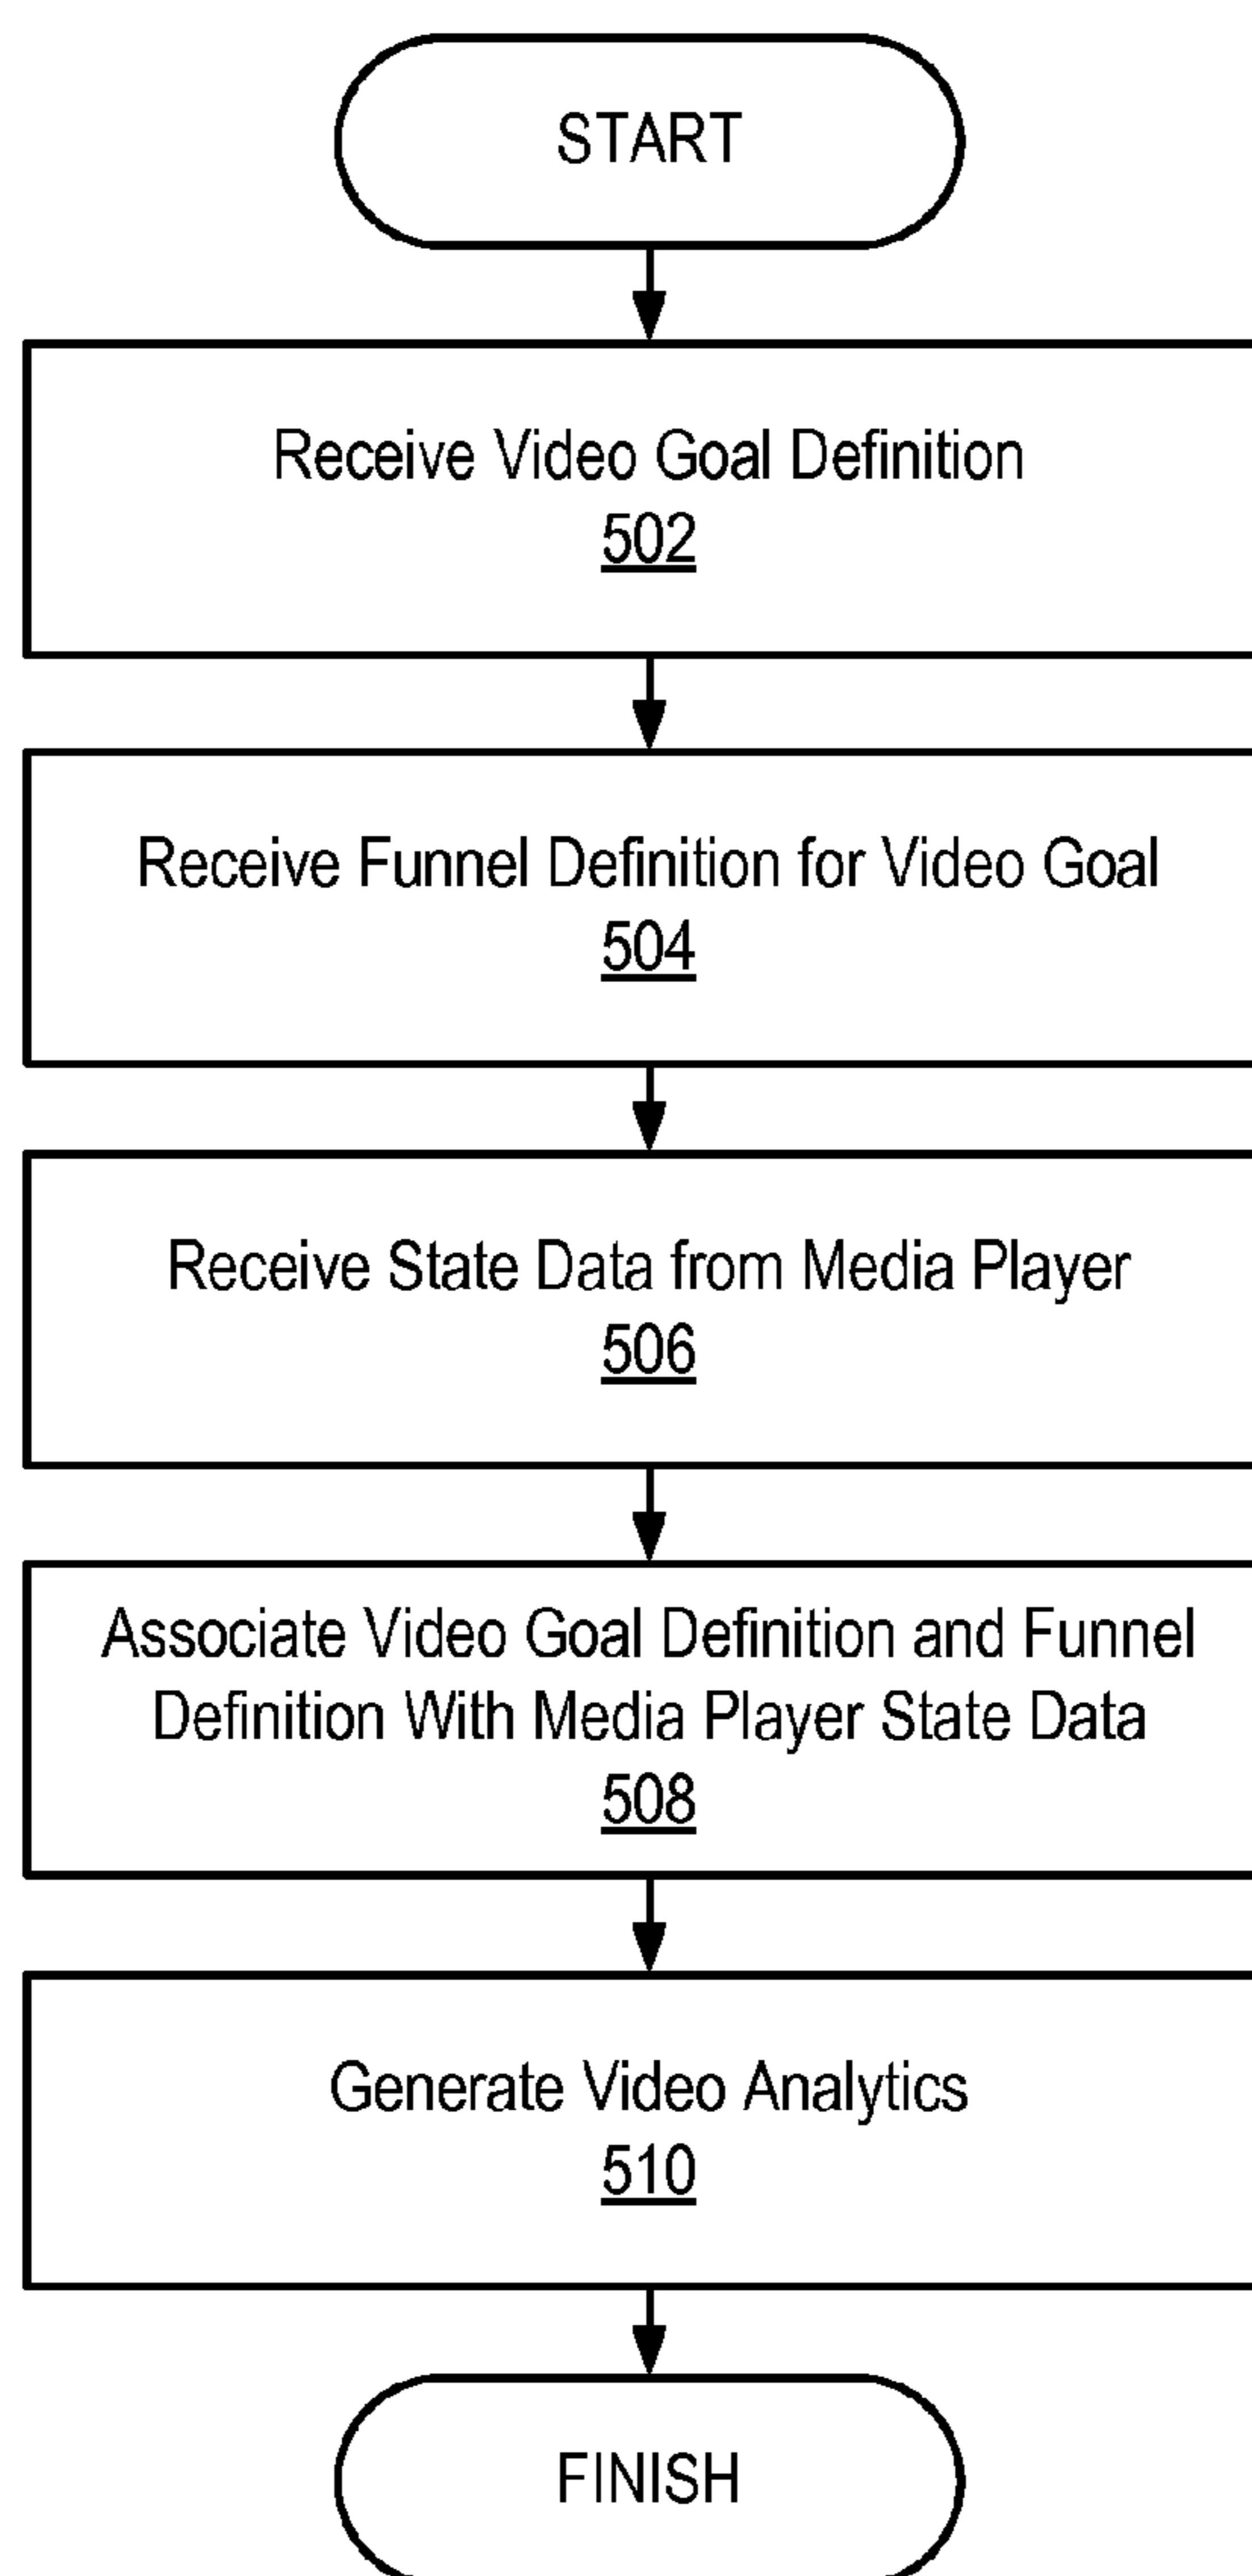 START
Receive Video Goal Definition
502
Receive Funnel Definition for Video Goal
504
Receive State Data from Media Player
506
Associate Video Goal Definition and Funnel
Definition With Media Player State Data
508
Generate Video Analytics
510
FINISH